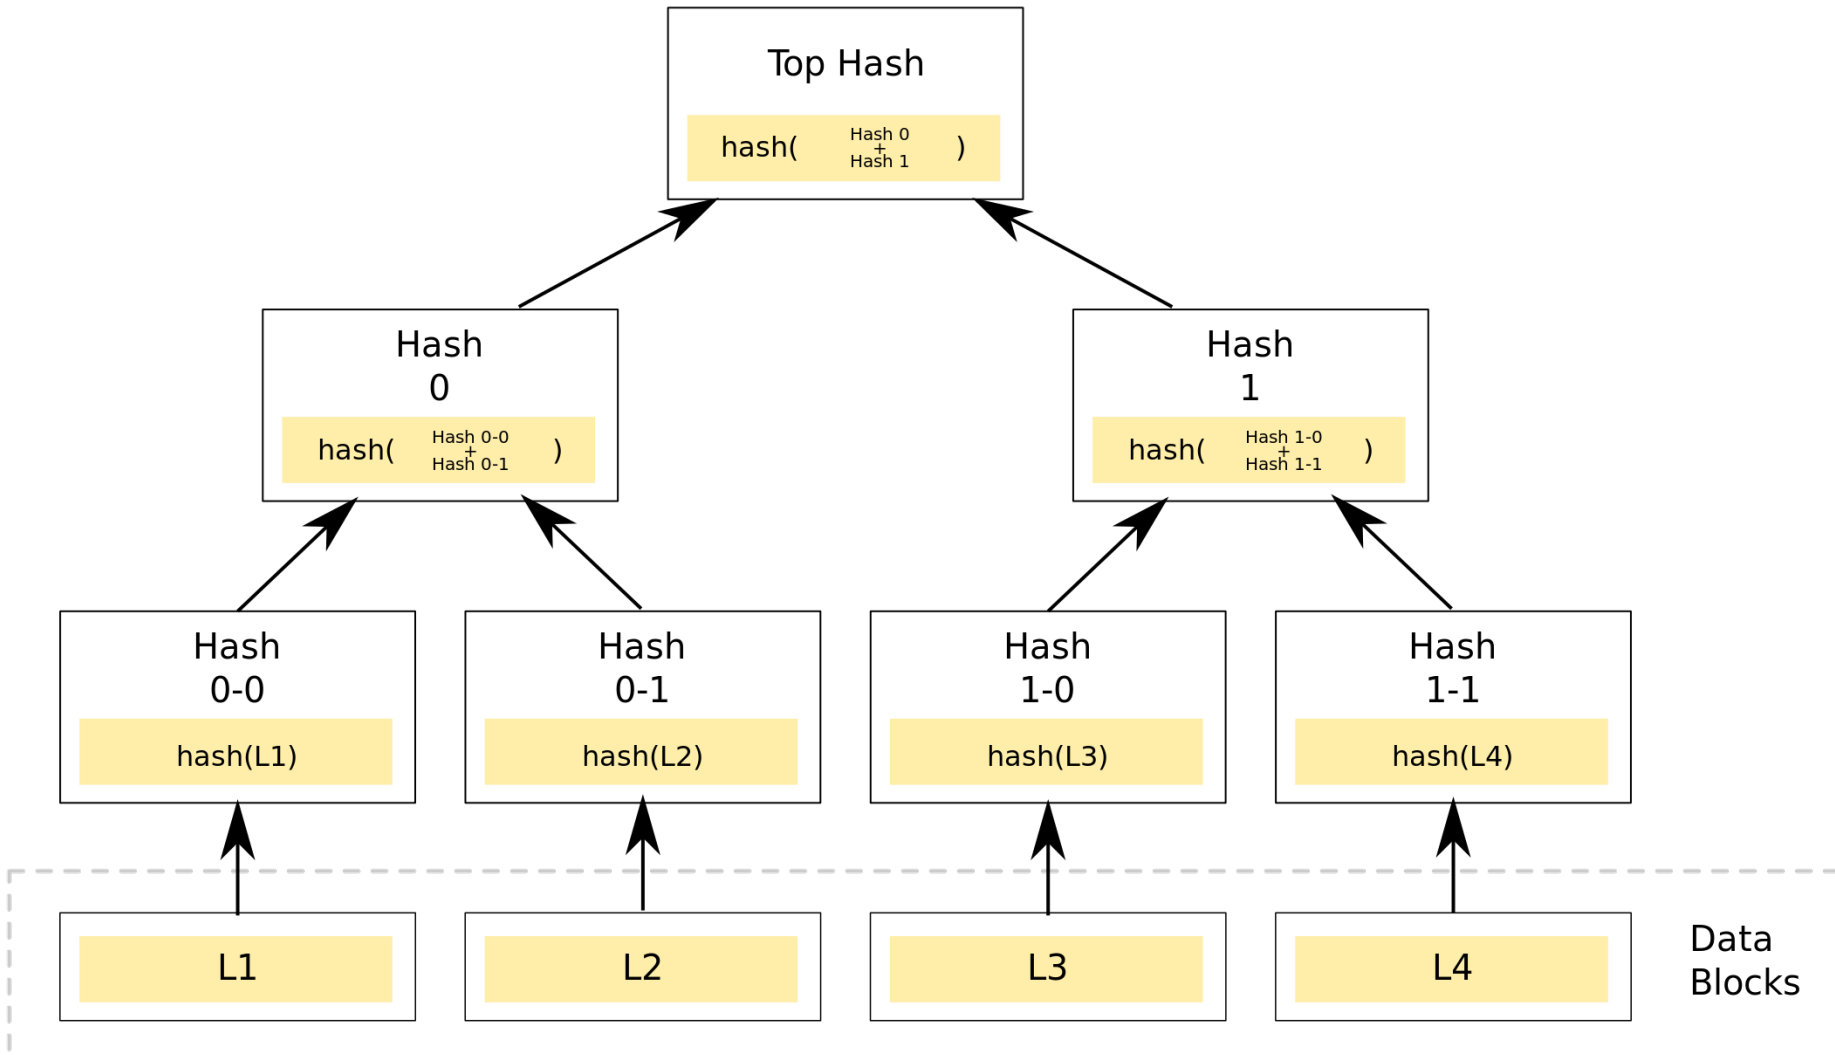 Top Hash
hash( Hash 0 + Hash 1 )
Hash
0
hash( Hash 0-0 + Hash 0-1 )
Hash
1
hash( Hash 1-0 + Hash 1-1 )
Hash
0-0
hash(L1)
Hash
0-1
hash(L2)
Hash
1-0
hash(L3)
Hash
1-1
hash(L4)
L1
L2
L3
L4
Data
Blocks